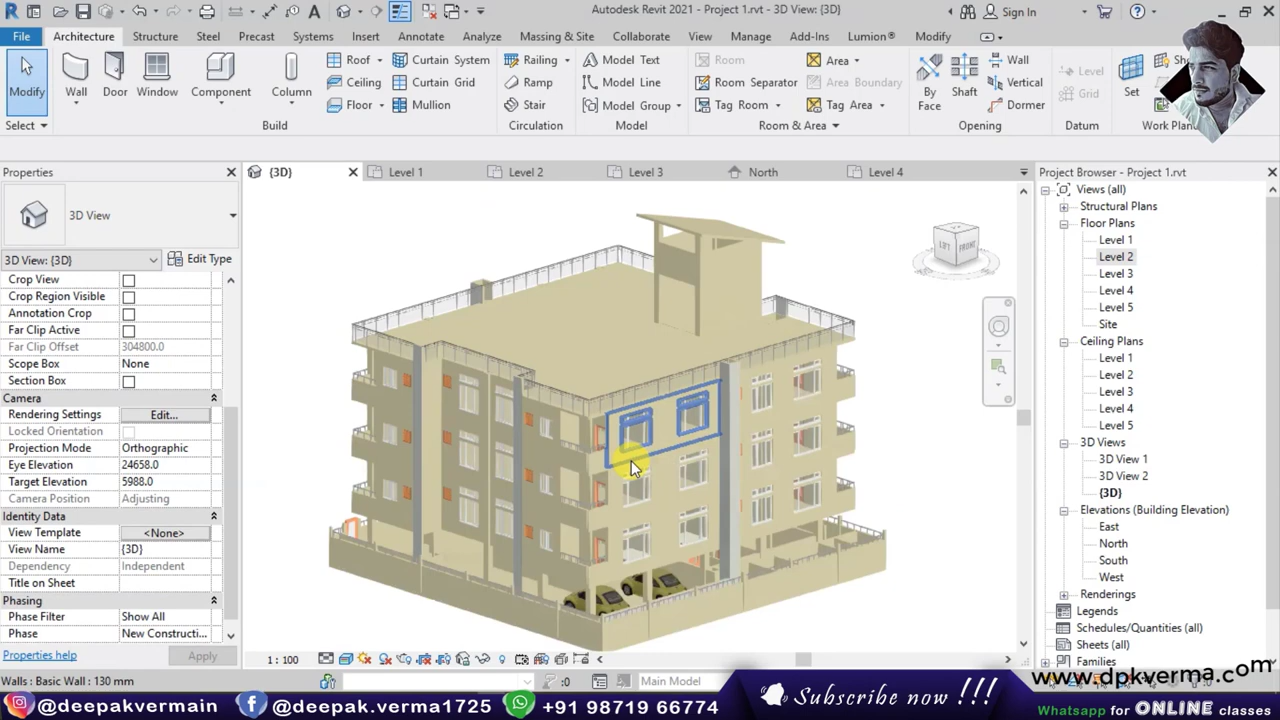 Autodesk Revit 2021 - Project 1.rvt - 3D View: {3D}
Sign In
File Architecture Structure Steel Precast Systems Insert Annotate Analyze Massing & Site Collaborate View Manage Add-Ins Lumion® Modify
Modify
Wall
Door
Window
Component
Column
Roof
Ceiling
Floor
Curtain System
Curtain Grid
Mullion
Railing
Ramp
Stair
Model Text
Model Line
Model Group
Room
Room Separator
Tag Room
Area
Area Boundary
Tag Area
By Face
Shaft
Wall
Vertical
Dormer
Level
Grid
Set
Select Build Circulation Model Room & Area Opening Datum Work Plane
Properties
3D View
3D View: {3D} Edit Type
Crop View
Crop Region Visible
Annotation Crop
Far Clip Active
Far Clip Offset 304800.0
Scope Box None
Section Box
Camera
Rendering Settings Edit...
Locked Orientation
Projection Mode Orthographic
Eye Elevation 24658.0
Target Elevation 5988.0
Camera Position Adjusting
Identity Data
View Template <None>
View Name {3D}
Dependency Independent
Title on Sheet
Phasing
Phase Filter Show All
Phase New Constructi...
Properties help Apply
{3D} Level 1 Level 2 Level 3 North Level 4
LEFT FRONT
Project Browser - Project 1.rvt
Views (all)
Structural Plans
Floor Plans
Level 1
Level 2
Level 3
Level 4
Level 5
Site
Ceiling Plans
Level 1
Level 2
Level 3
Level 4
Level 5
3D Views
3D View 1
3D View 2
{3D}
Elevations (Building Elevation)
East
North
South
West
Renderings
Legends
Schedules/Quantities (all)
Sheets (all)
Families
1 : 100
Walls : Basic Wall : 130 mm
:0 Main Model
www.dpkverma.com
@deepakvermain @deepak.verma1725 +91 98719 66774 Subscribe now !!! Whatsapp for ONLINE classes